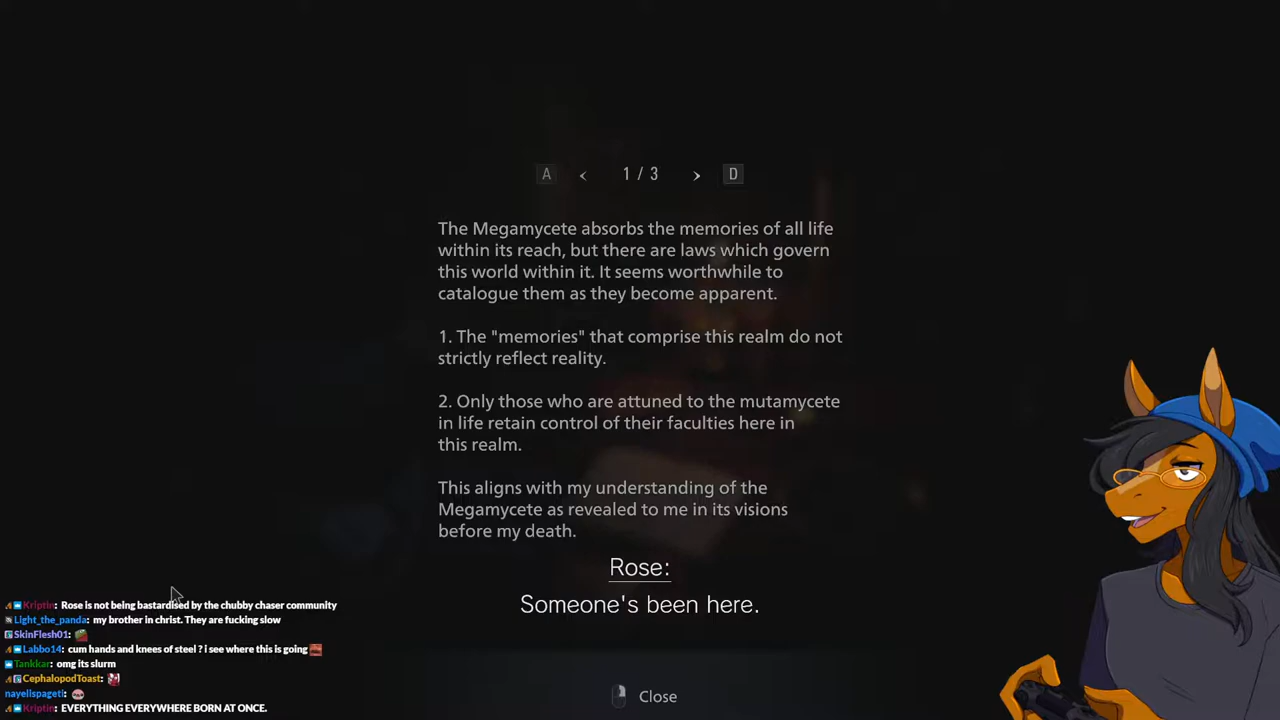 A < 1 / 3 > D
The Megamycete absorbs the memories of all life
within its reach, but there are laws which govern
this world within it. It seems worthwhile to
catalogue them as they become apparent.
1. The "memories" that comprise this realm do not
strictly reflect reality.
2. Only those who are attuned to the mutamycete
in life retain control of their faculties here in
this realm.
This aligns with my understanding of the
Megamycete as revealed to me in its visions
before my death.
Rose:
Someone's been here.
Kriptin: Rose is not being bastardised by the chubby chaser community
Light_the_panda: my brother in christ. They are fucking slow
SkinFlesh01:
Labbo14: cum hands and knees of steel ? i see where this is going
Tankkar: omg its slurm
CephalopodToast:
nayellspageti:
Kriptin: EVERYTHING EVERYWHERE BORN AT ONCE.
Close